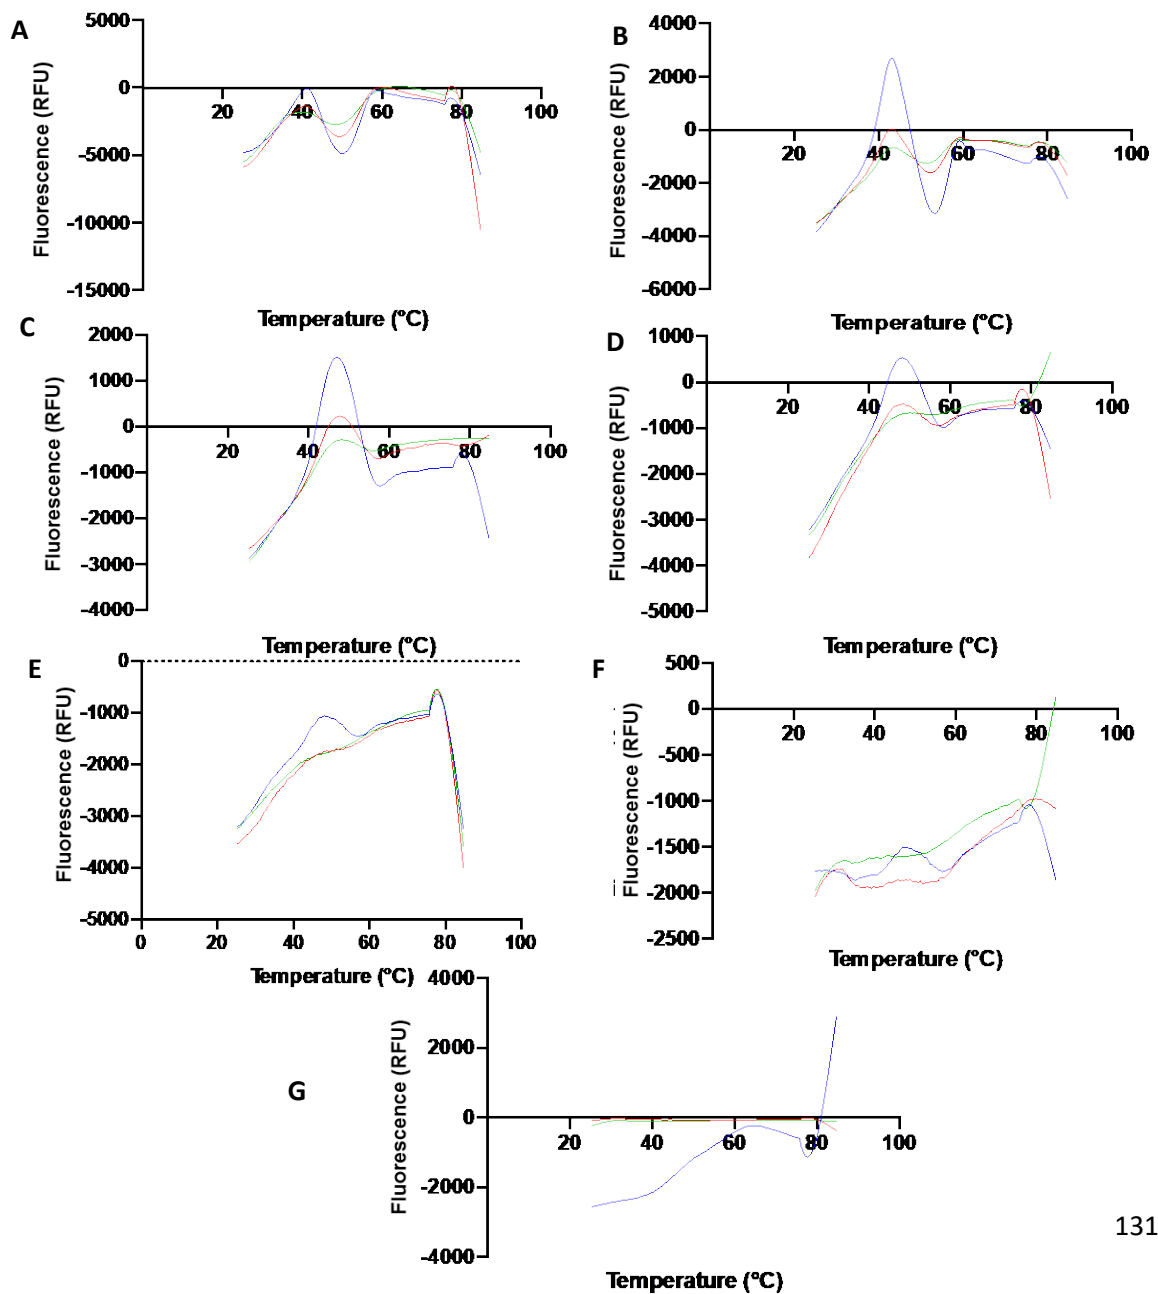 A
5000
0
-5000
-10000
-15000
20 40 60 80 100
Fluorescence (RFU)
Temperature (°C)
B
4000
2000
0
-2000
-4000
-6000
20 40 60 80 100
Fluorescence (RFU)
Temperature (°C)
C
2000
1000
0
-1000
-2000
-3000
-4000
20 40 60 80 100
Fluorescence (RFU)
Temperature (°C)
D
1000
0
-1000
-2000
-3000
-4000
-5000
20 40 60 80 100
Fluorescence (RFU)
Temperature (°C)
E
0
-1000
-2000
-3000
-4000
-5000
0 20 40 60 80 100
Fluorescence (RFU)
Temperature (°C)
F
500
0
-500
-1000
-1500
-2000
-2500
20 40 60 80 100
Fluorescence (RFU)
Temperature (°C)
G
4000
2000
0
-2000
-4000
20 40 60 80 100
Fluorescence (RFU)
Temperature (°C)
131